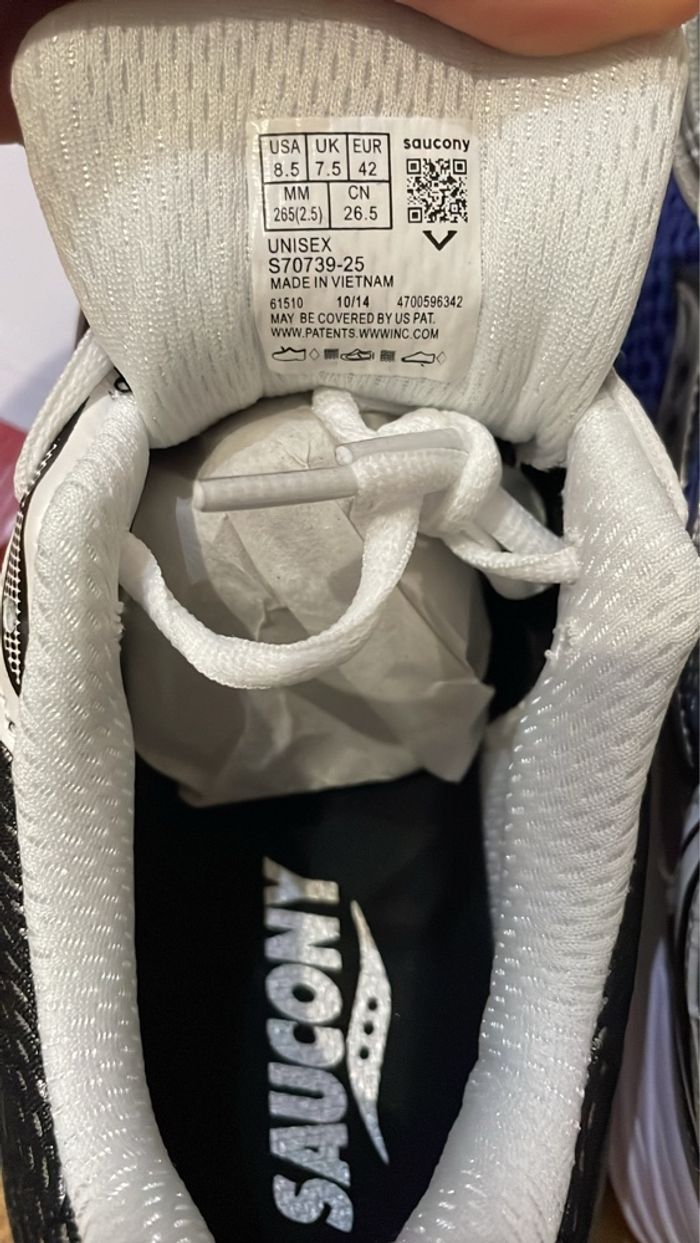 saucony
USA UK EUR
8.5 7.5 42
MM CN
265(2.5) 26.5
UNISEX
S70739-25
MADE IN VIETNAM
61510 10/14 4700596342
MAY BE COVERED BY US PAT.
WWW.PATENTS.WWWINC.COM
SAUCONY